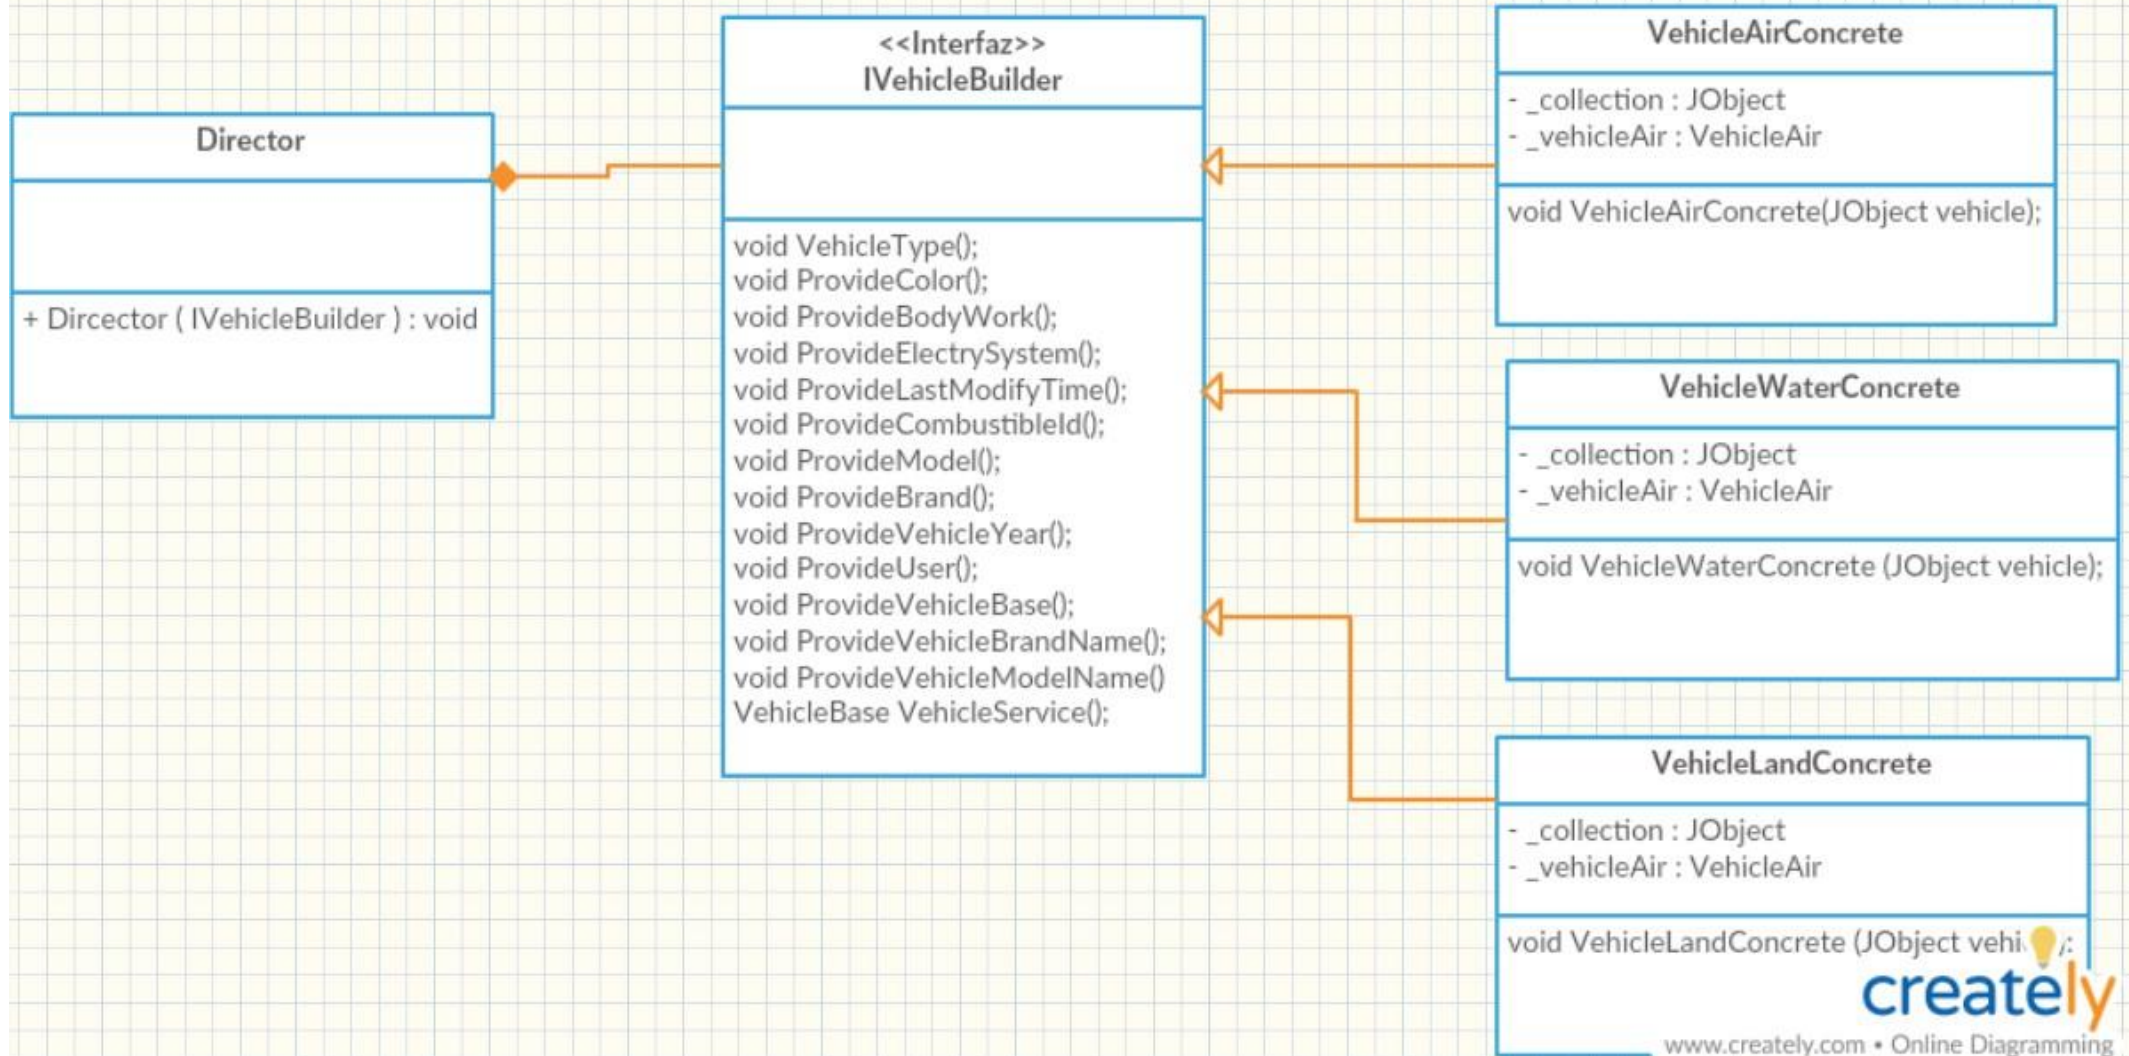 Director
+ Dircector ( IVehicleBuilder ) : void
<<Interfaz>>
IVehicleBuilder
void VehicleType();
void ProvideColor();
void ProvideBodyWork();
void ProvideElectrySystem();
void ProvideLastModifyTime();
void ProvideCombustibleId();
void ProvideModel();
void ProvideBrand();
void ProvideVehicleYear();
void ProvideUser();
void ProvideVehicleBase();
void ProvideVehicleBrandName();
void ProvideVehicleModelName()
VehicleBase VehicleService();
VehicleAirConcrete
- _collection : JObject
- _vehicleAir : VehicleAir
void VehicleAirConcrete(JObject vehicle);
VehicleWaterConcrete
- _collection : JObject
- _vehicleAir : VehicleAir
void VehicleWaterConcrete (JObject vehicle);
VehicleLandConcrete
- _collection : JObject
- _vehicleAir : VehicleAir
void VehicleLandConcrete (JObject
creately
www.creately.com • Online Diagramming